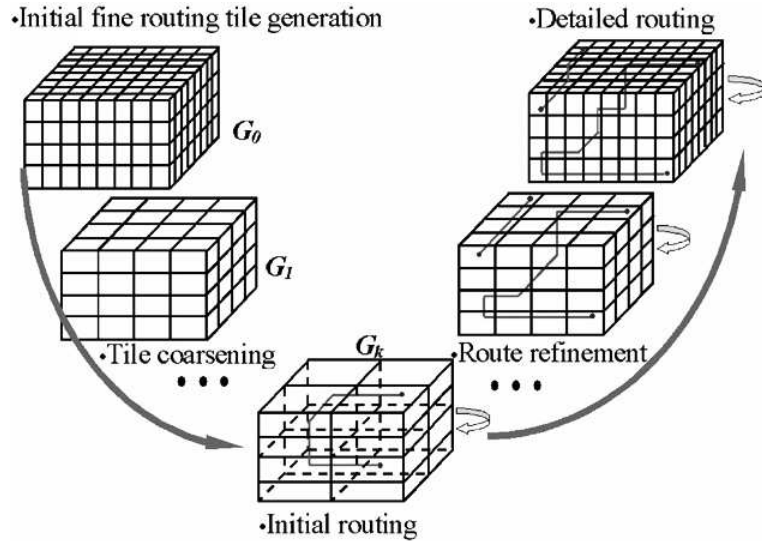 •Initial fine routing tile generation
•Detailed routing
G0
G1
•Tile coarsening
Gk
•Route refinement
• • •
• • •
•Initial routing